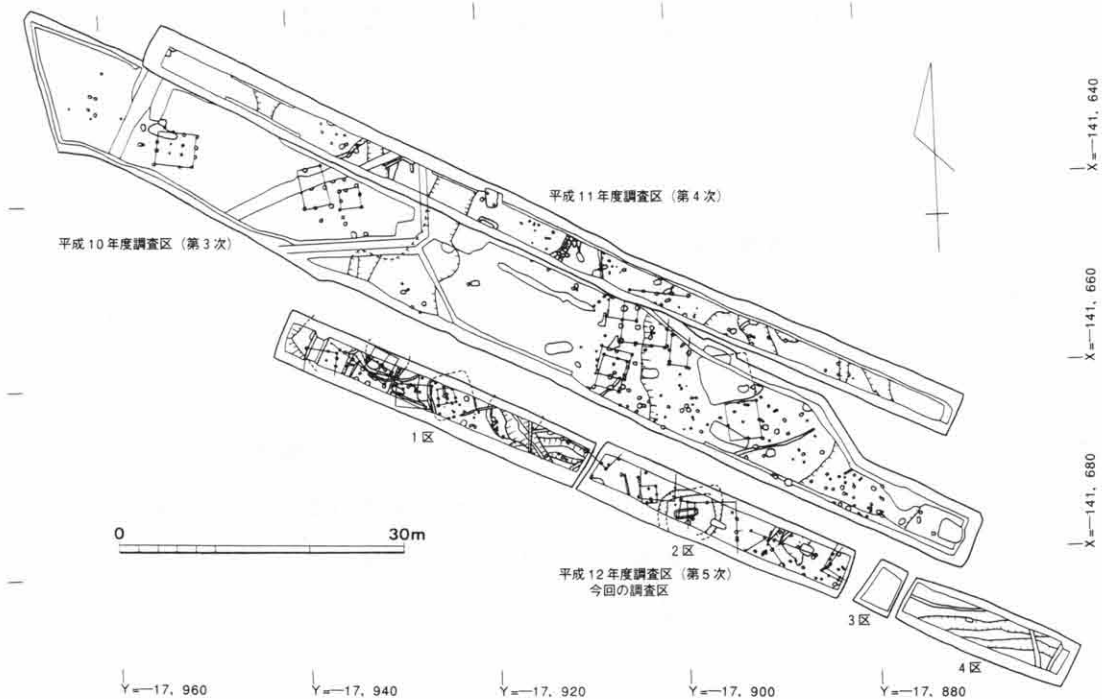 X=-141, 640
平成11年度調査区（第4次）
平成10年度調査区（第3次）
X=-141, 660
1区
X=-141, 680
0 30m
2区
平成12年度調査区（第5次）
今回の調査区
3区
4区
Y=-17, 960 Y=-17, 940 Y=-17, 920 Y=-17, 900 Y=-17, 880